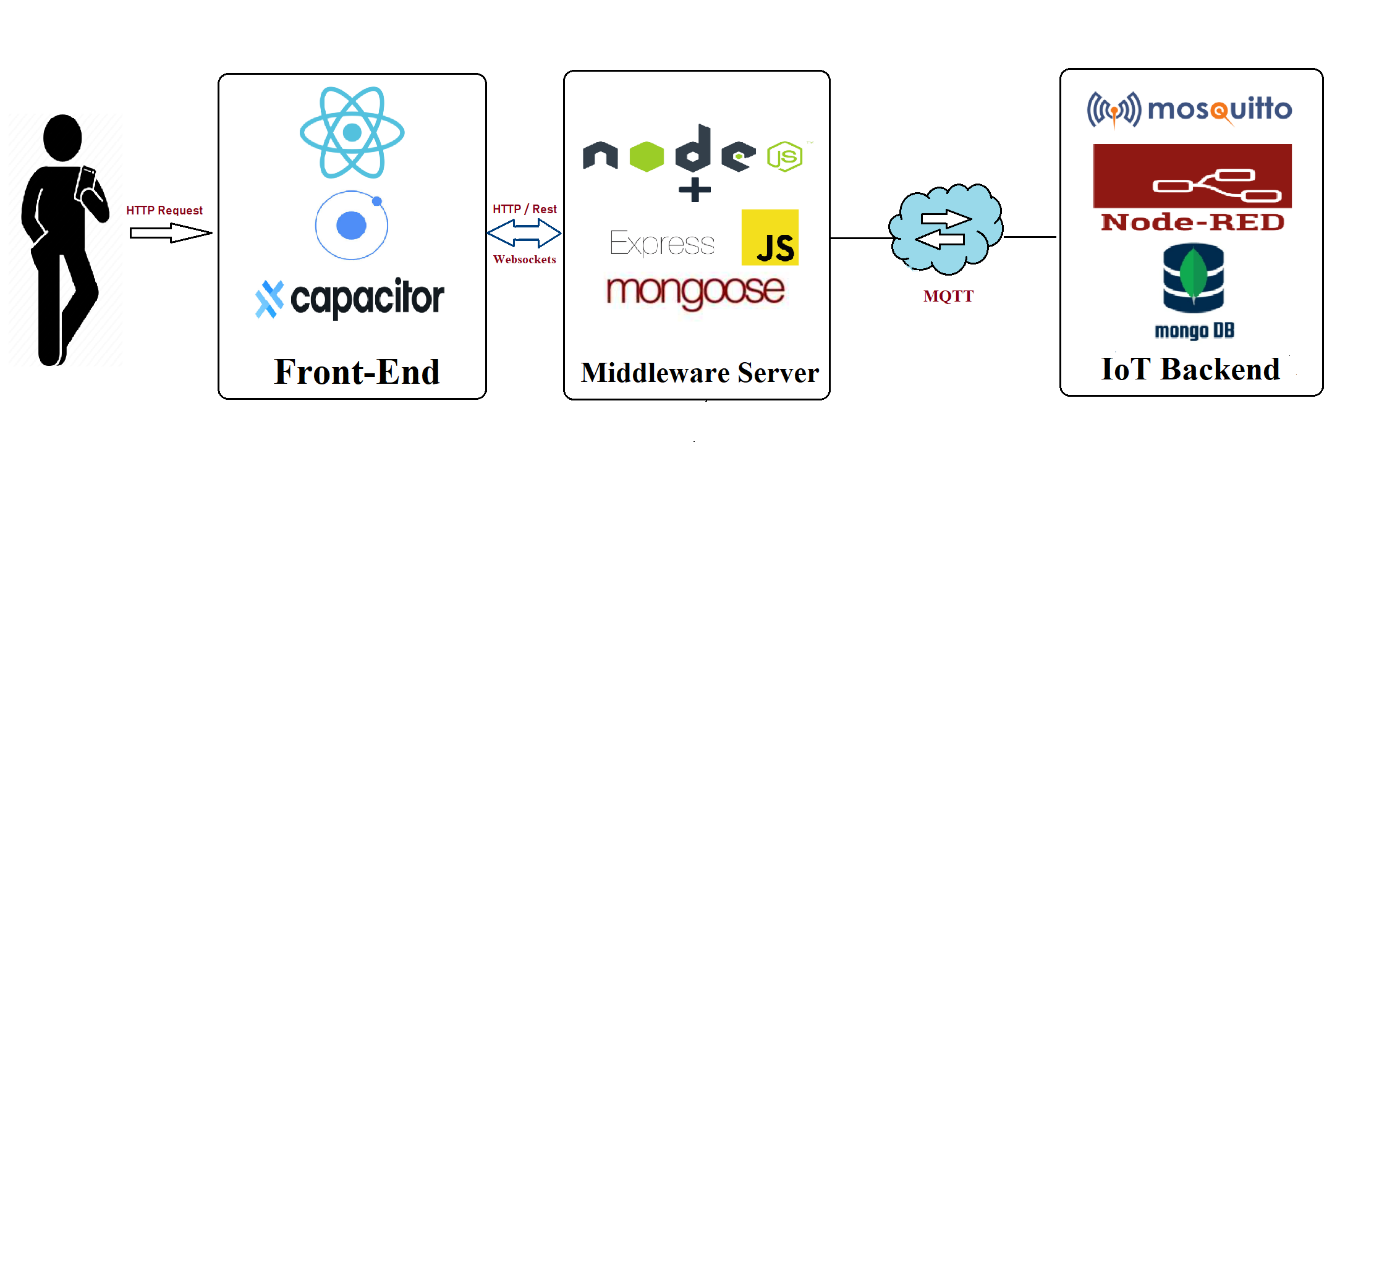 HTTP Request
capacitor
Front-End
HTTP / Rest
Websockets
node
JS
+
Express
JS
mongoose
Middleware Server
MQTT
mosquitto
Node-RED
mongo DB
IoT Backend